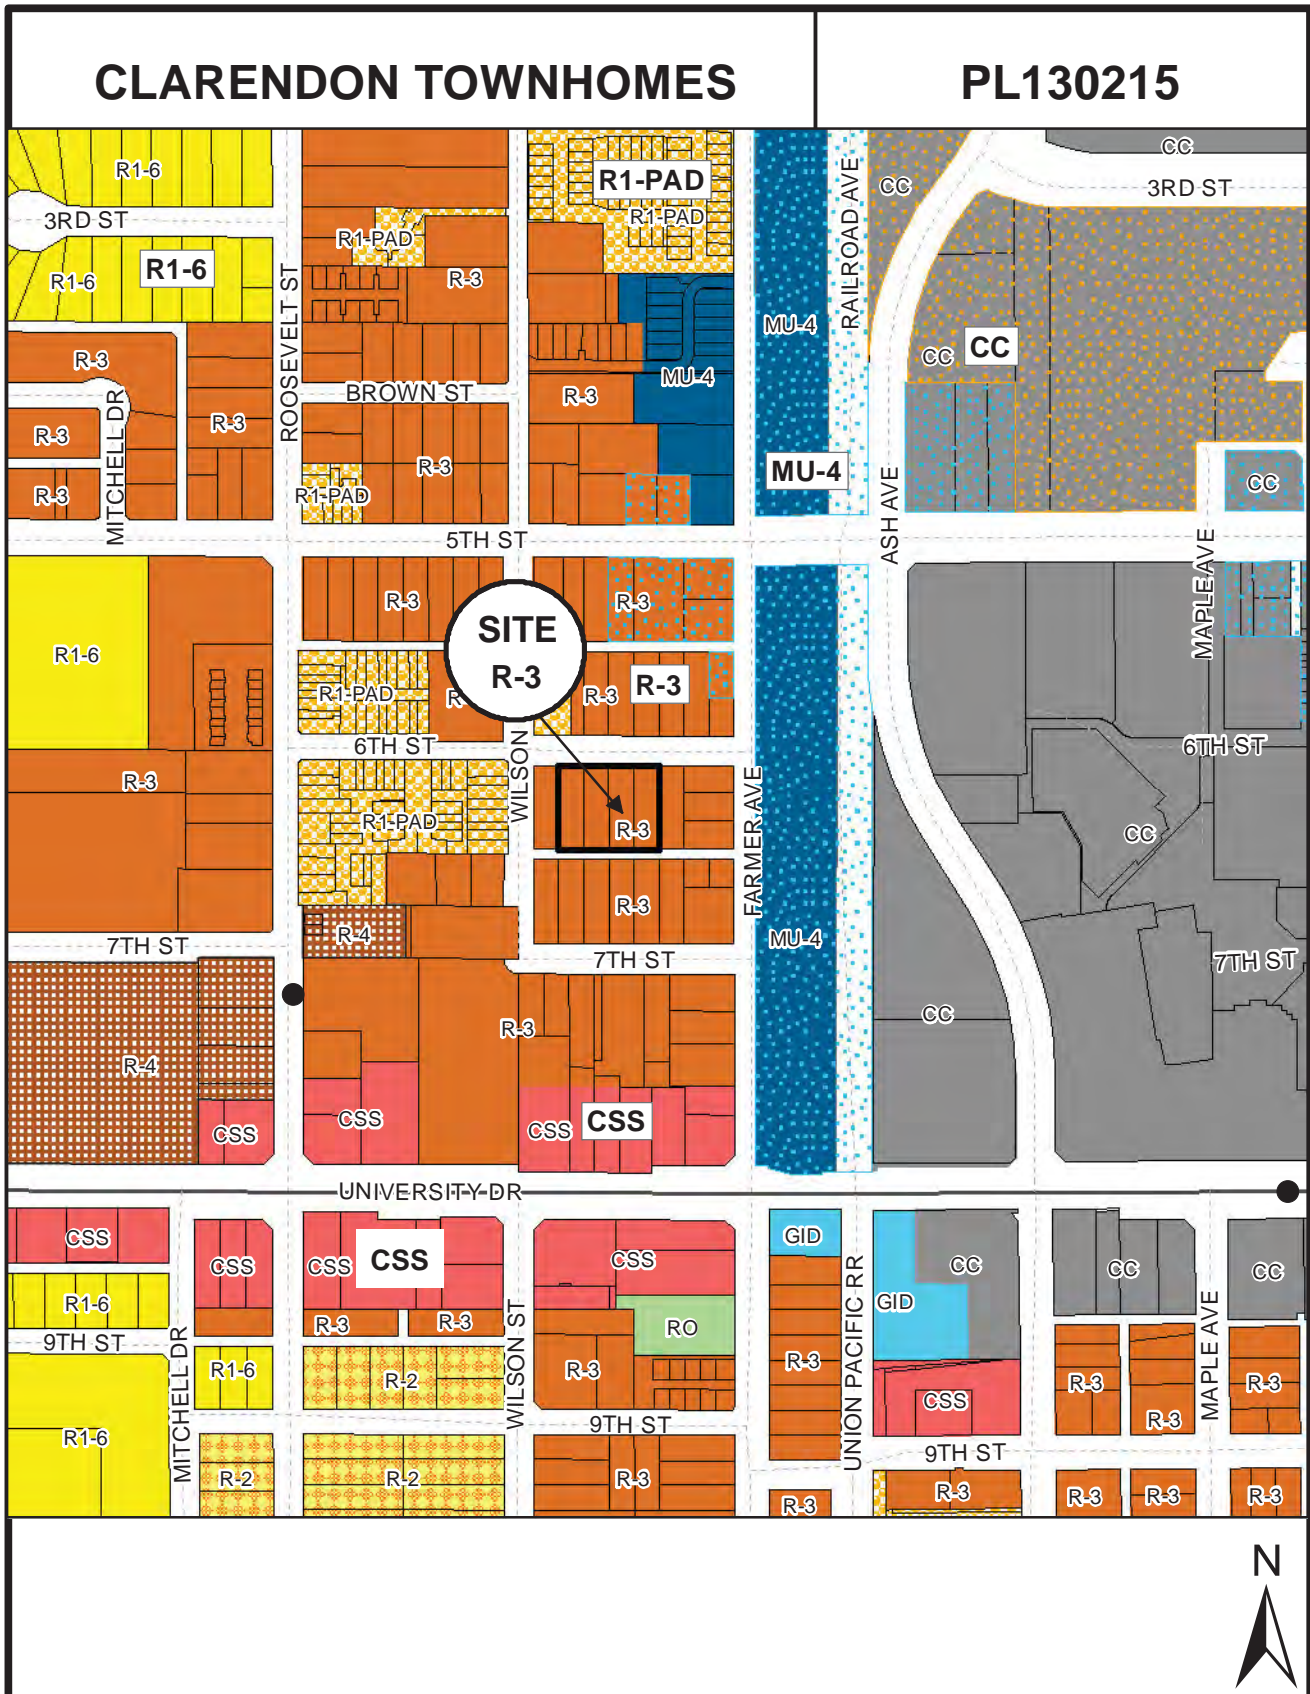 CLARENDON TOWNHOMES
PL130215
R1-6
3RD ST
R1-6
R1-6
R1-PAD
R-3
R1-PAD
R1-PAD
CC
CC
3RD ST
ROOSEVELT ST
RAILROAD AVE
MU-4
CC
CC
R-3
MITCHELL DR
R-3
R-3
R-3
BROWN ST
R-3
R1-PAD
R-3
MU-4
MU-4
ASH AVE
CC
5TH ST
R-3
R-3
MAPLE AVE
SITE
R-3
R1-6
R1-PAD
R-3
R-3
6TH ST
WILSON
6TH ST
R-3
R1-PAD
R-3
FARMER AVE
CC
R-3
R-4
7TH ST
7TH ST
MU-4
7TH ST
R-3
CC
R-4
CSS
CSS
CSS
CSS
UNIVERSITY DR
CSS
CSS
CSS
CSS
CSS
GID
CC
CC
CC
R1-6
GID
R-3
R-3
RO
9TH ST
MITCHELL DR
R1-6
R-2
WILSON ST
R-3
R-3
UNION PACIFIC RR
CSS
R-3
R-3
MAPLE AVE
R-3
9TH ST
9TH ST
R1-6
R-2
R-2
R-3
R-3
R-3
R-3
R-3
R-3
N